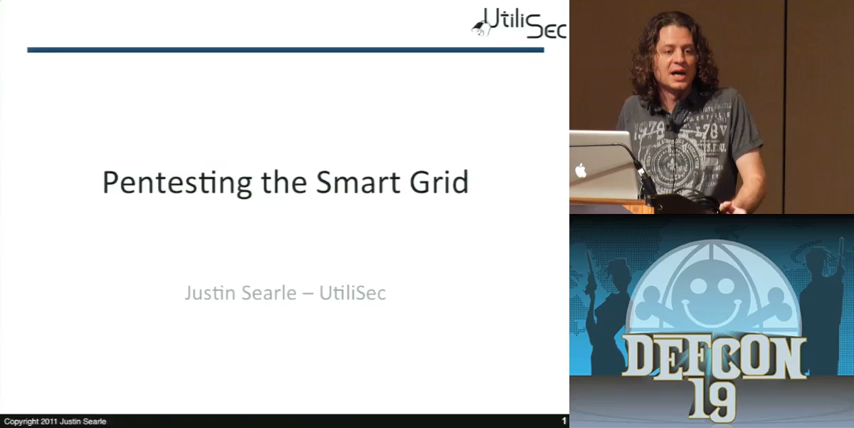 UtiliSec
Pentesting the Smart Grid
Justin Searle – UtiliSec
Copyright 2011 Justin Searle
1
DEFCON
19